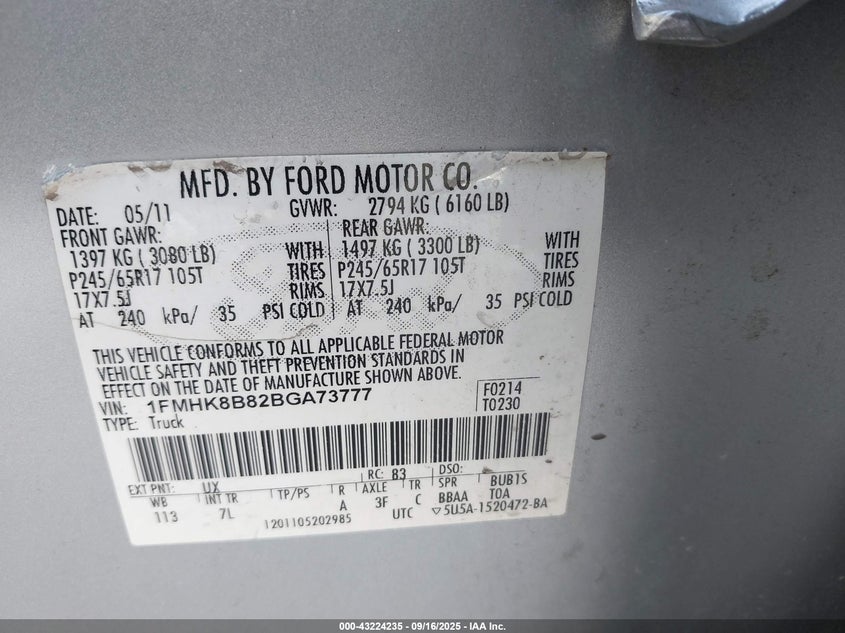 MFD. BY FORD MOTOR CO.
DATE: 05/11 GVWR: 2794 KG ( 6160 LB)
FRONT GAWR: REAR GAWR:
1397 KG ( 3080 LB) WITH 1497 KG ( 3300 LB) WITH
P245/65R17 105T TIRES P245/65R17 105T TIRES
17X7.5J RIMS 17X7.5J RIMS
AT 240 kPa/ 35 PSI COLD AT 240 kPa/ 35 PSI COLD
THIS VEHICLE CONFORMS TO ALL APPLICABLE FEDERAL MOTOR
VEHICLE SAFETY AND THEFT PREVENTION STANDARDS IN
EFFECT ON THE DATE OF MANUFACTURE SHOWN ABOVE.
VIN: 1FMHK8B82BGA73777 F0214
TYPE: Truck T0230
EXT PNT: UX RC: 83 DSO:
WB INT TR TP/PS R AXLE TR SPR BUB1S
113 7L A 3F C BBAA TOA
1201105202985 UTC ▽5U5A-1520472-BA
000-43224235 - 09/16/2025 - IAA Inc.